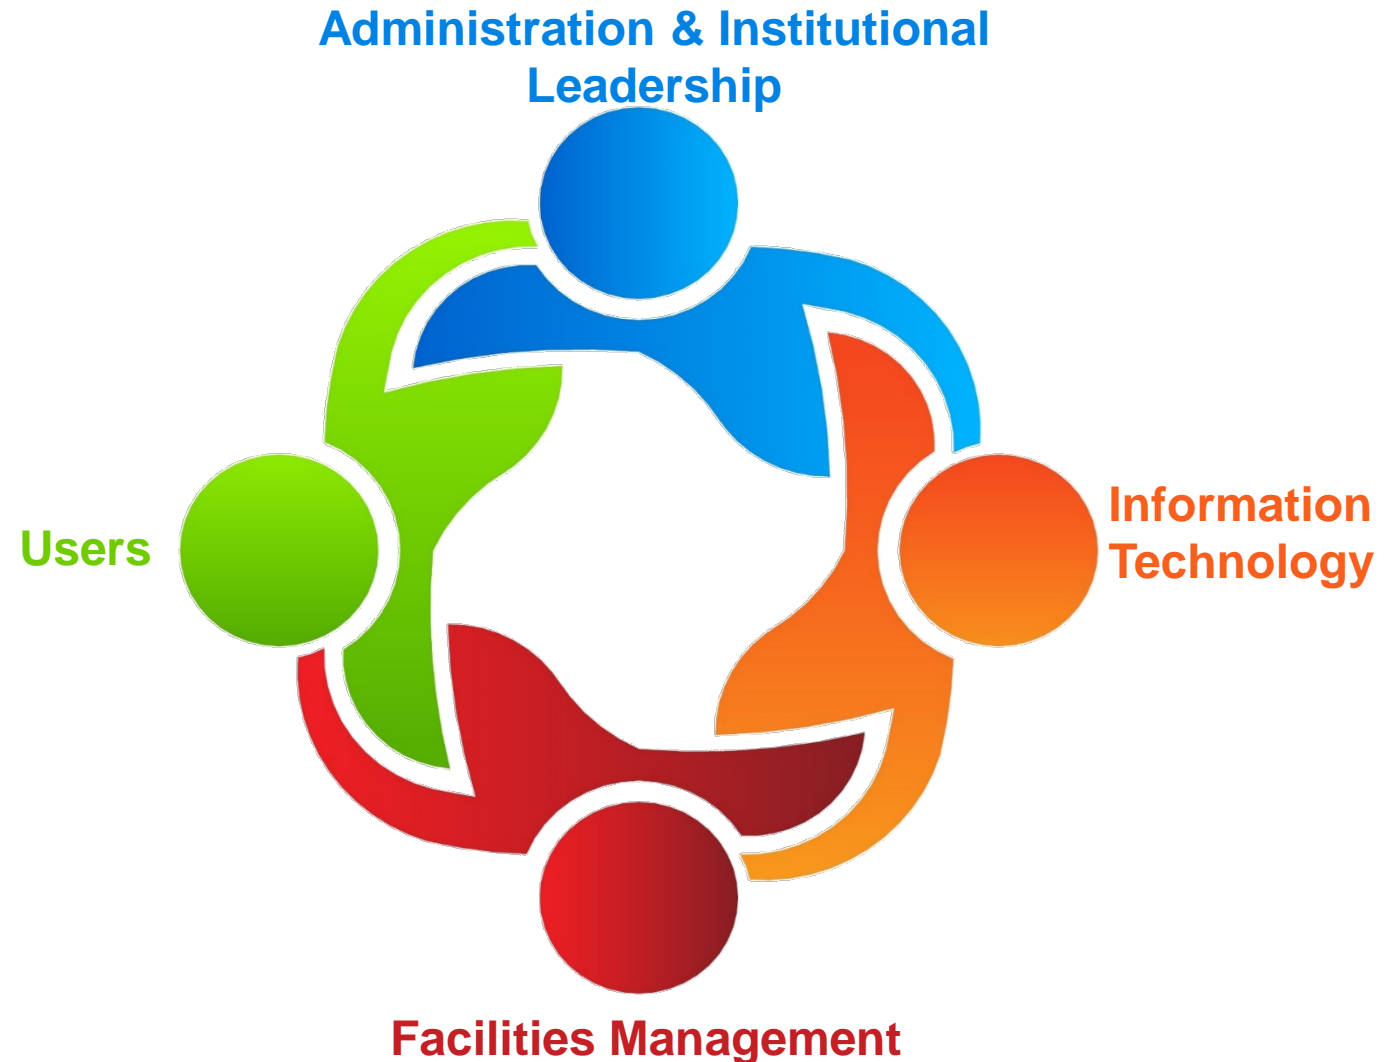 Administration & Institutional
Leadership
Information
Technology
Users
Facilities Management